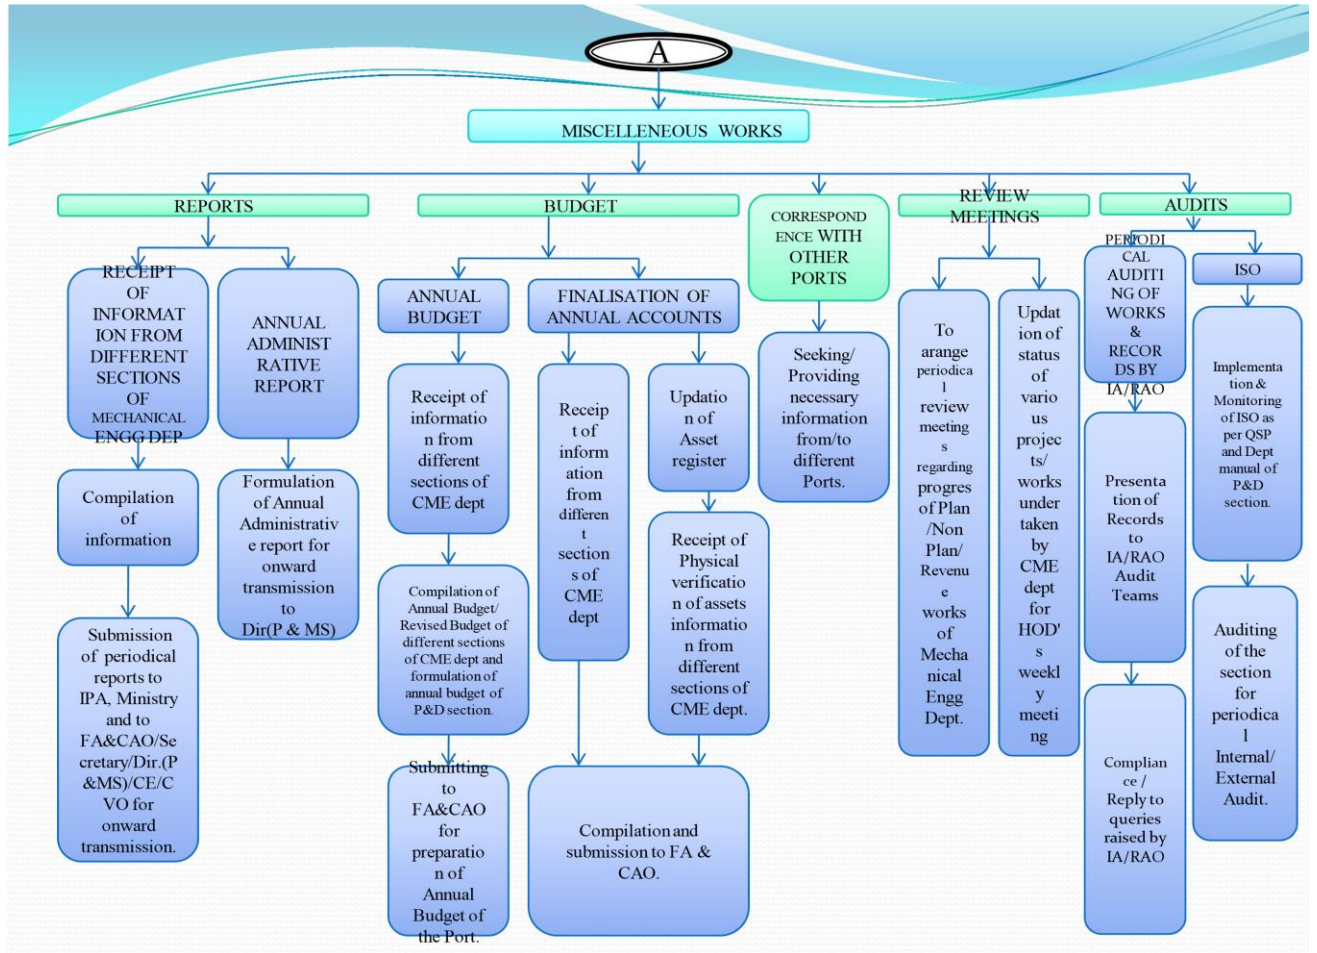 A
MISCELLENEOUS WORKS
REPORTS
BUDGET
CORRESPOND
ENCE WITH
OTHER
PORTS
REVIEW
MEETINGS
AUDITS
RECEIPT
OF
INFORMAT
ION FROM
DIFFERENT
SECTIONS
OF
MECHANICAL
ENGG DEP
ANNUAL
ADMINIST
RATIVE
REPORT
ANNUAL
BUDGET
FINALISATION OF
ANNUAL ACCOUNTS
PERIODI
CAL
AUDITI
NG OF
WORKS
&
RECOR
DS BY
IA/RAO
ISO
Compilation
of
information
Submission
of periodical
reports to
IPA, Ministry
and to
FA&CAO/Se
cretary/Dir.(P
&MS)/CE/C
VO for
onward
transmission.
Formulation
of Annual
Administrativ
e report for
onward
transmission
to
Dir(P & MS)
Receipt of
informatio
n from
different
sections of
CME dept
Compilation of
Annual Budget/
Revised Budget of
different sections
of CME dept and
formulation of
annual budget of
P&D section.
Submitting
to
FA&CAO
for
preparatio
n of
Annual
Budget of
the Port.
Receip
t of
inform
ation
from
differen
t
section
s of
CME
dept
Updatio
n of
Asset
register
Receipt of
Physical
verificatio
n of assets
informatio
n from
different
sections of
CME dept.
Compilation and
submission to FA &
CAO.
Seeking/
Providing
necessary
information
from/to
different
Ports.
To
arange
periodica
l
review
meeting
s
regarding
progres
of Plan
/Non
Plan/
Revenu
e
works
of
Mecha
nical
Engg
Dept.
Updat
ion of
status
of
vario
us
projec
ts/
works
under
taken
by
CME
dept
for
HOD's
weekl
y
meeti
ng
Presenta
tion of
Records
to
IA/RAO
Audit
Teams
Complian
ce /
Reply to
queries
raised by
IA/RAO
Implementa
tion &
Monitoring
of ISO as
per QSP
and Dept
manual of
P&D
section.
Auditing
of the
section
for
periodica
l
Internal/
External
Audit.